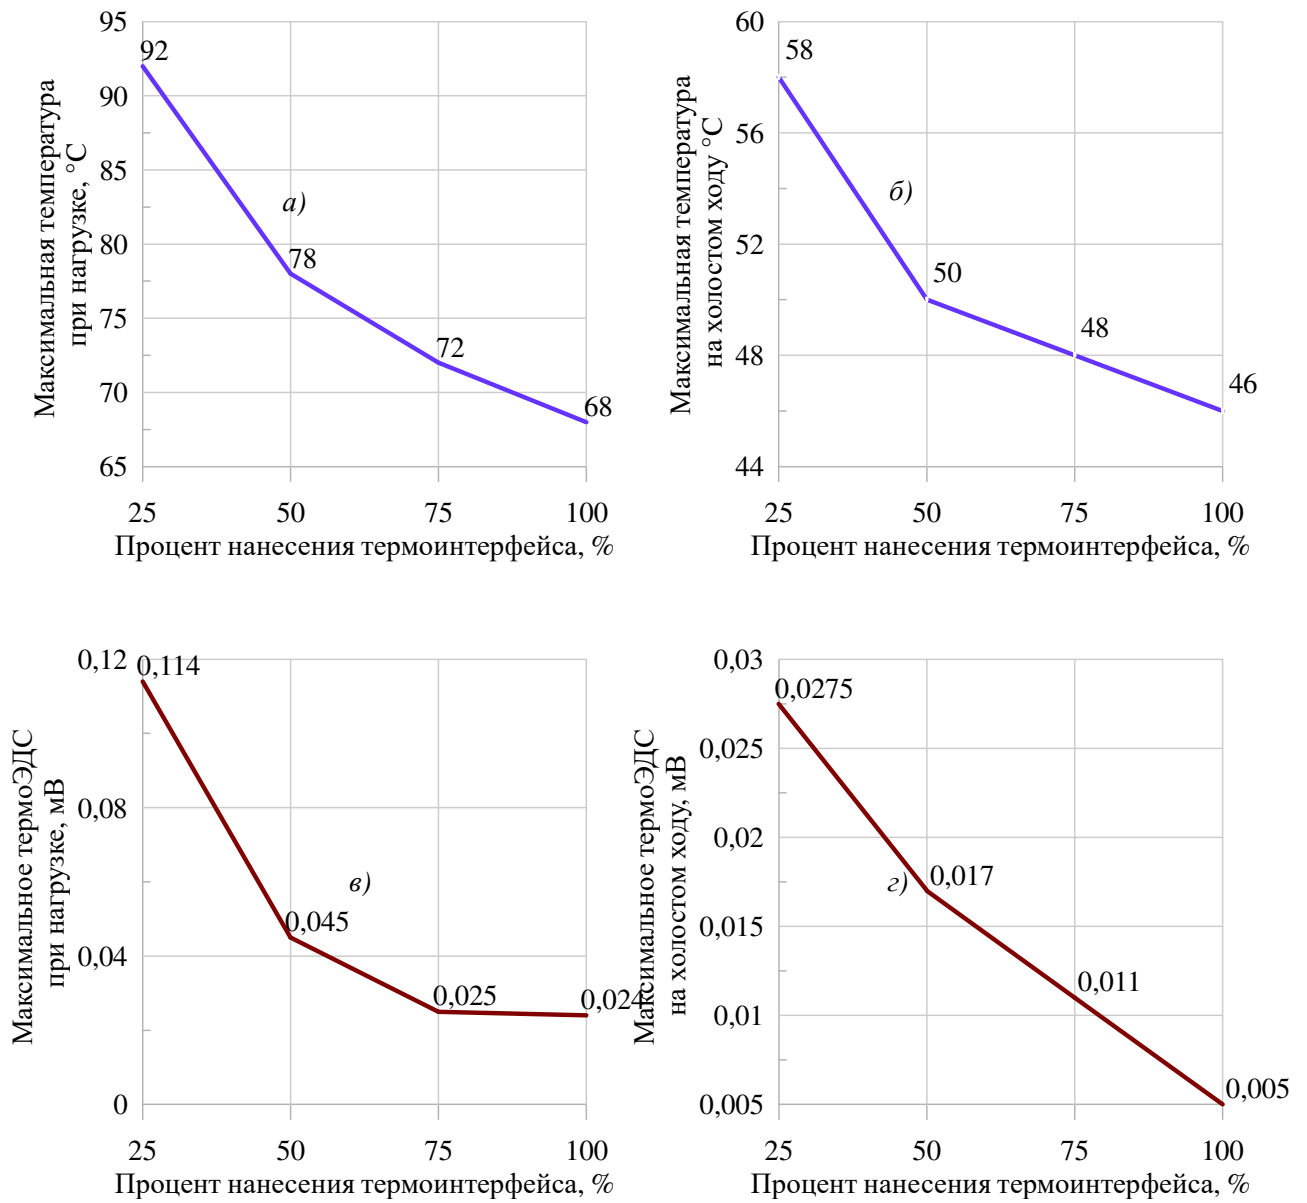 Максимальная температура
при нагрузке, °C
95
90
85
80
75
70
65
92
78
72
68
а)
25 50 75 100
Процент нанесения термоинтерфейса, %
Максимальная температура
на холостом ходу °C
60
56
52
48
44
58
50
48
46
б)
25 50 75 100
Процент нанесения термоинтерфейса, %
Максимальное термоЭДС
при нагрузке, мВ
0,12
0,08
0,04
0
0,114
0,045
0,025
0,024
в)
25 50 75 100
Процент нанесения термоинтерфейса, %
Максимальное термоЭДС
на холостом ходу, мВ
0,03
0,025
0,02
0,015
0,01
0,005
0,0275
0,017
0,011
0,005
г)
25 50 75 100
Процент нанесения термоинтерфейса, %